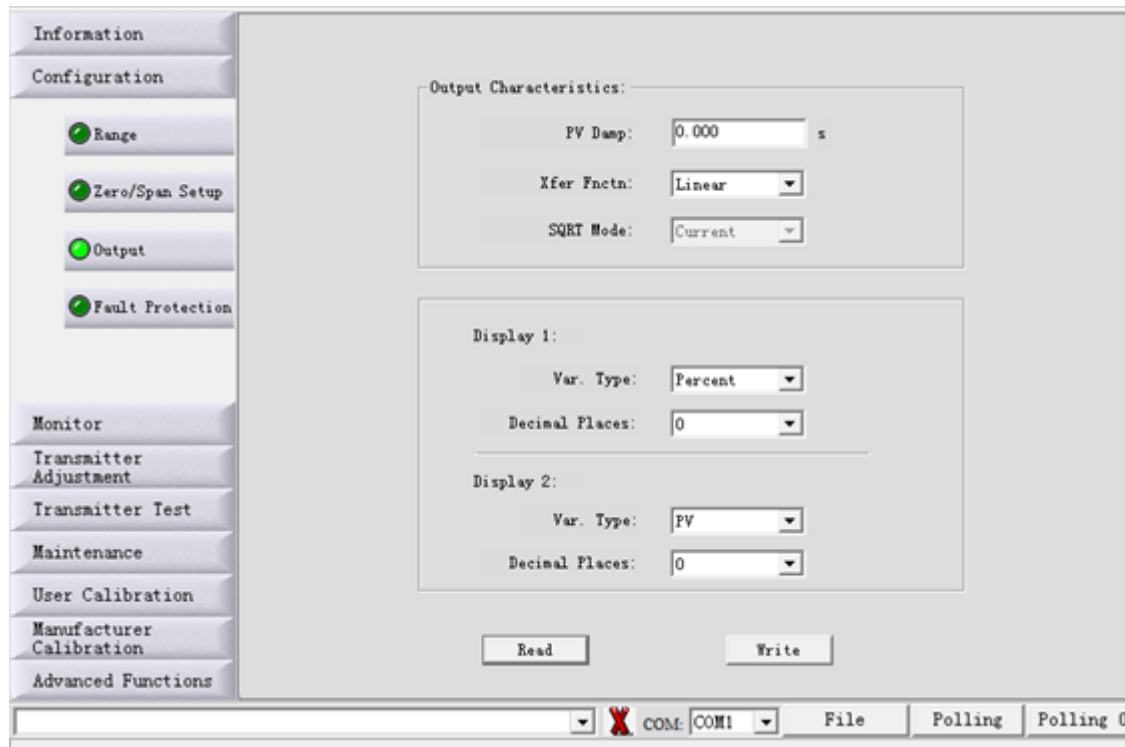 Information
Configuration
Range
Zero/Span Setup
Output
Fault Protection
Monitor
Transmitter
Adjustment
Transmitter Test
Maintenance
User Calibration
Manufacturer
Calibration
Advanced Functions
Output Characteristics:
PV Damp: 0.000 s
Xfer Fnctn: Linear
SQRT Mode: Current
Display 1:
Var. Type: Percent
Decimal Places: 0
Display 2:
Var. Type: PV
Decimal Places: 0
Read Write
X COM: COM1 File Polling Polling